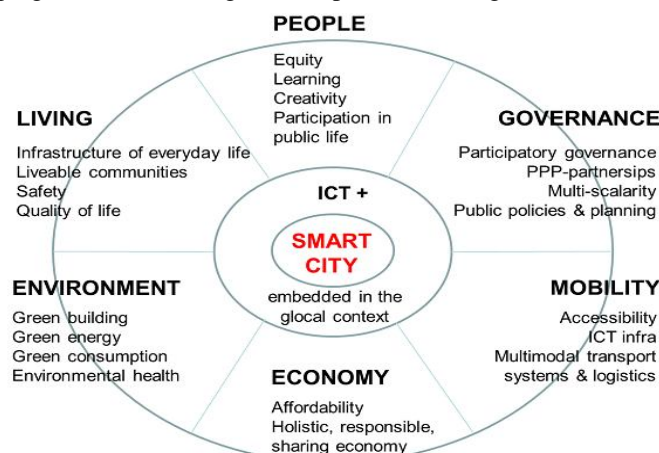 PEOPLE
Equity
Learning
Creativity
Participation in
public life
LIVING
Infrastructure of everyday life
Liveable communities
Safety
Quality of life
GOVERNANCE
Participatory governance
PPP-partnersips
Multi-scalarity
Public policies & planning
ICT +
SMART
CITY
embedded in the
glocal context
ENVIRONMENT
Green building
Green energy
Green consumption
Environmental health
MOBILITY
Accessibility
ICT infra
Multimodal transport
systems & logistics
ECONOMY
Affordability
Holistic, responsible,
sharing economy